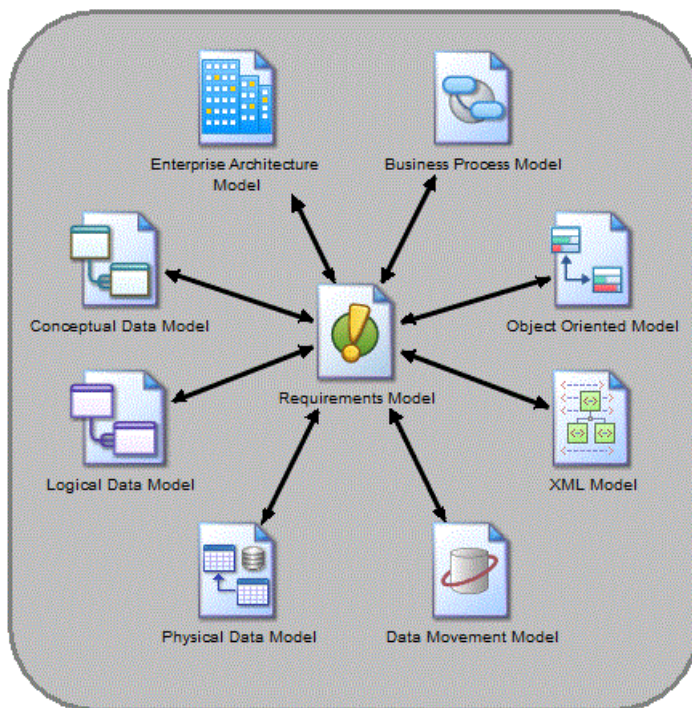 Enterprise Architecture
Model
Business Process Model
Conceptual Data Model
Object Oriented Model
Requirements Model
Logical Data Model
XML Model
Physical Data Model
Data Movement Model